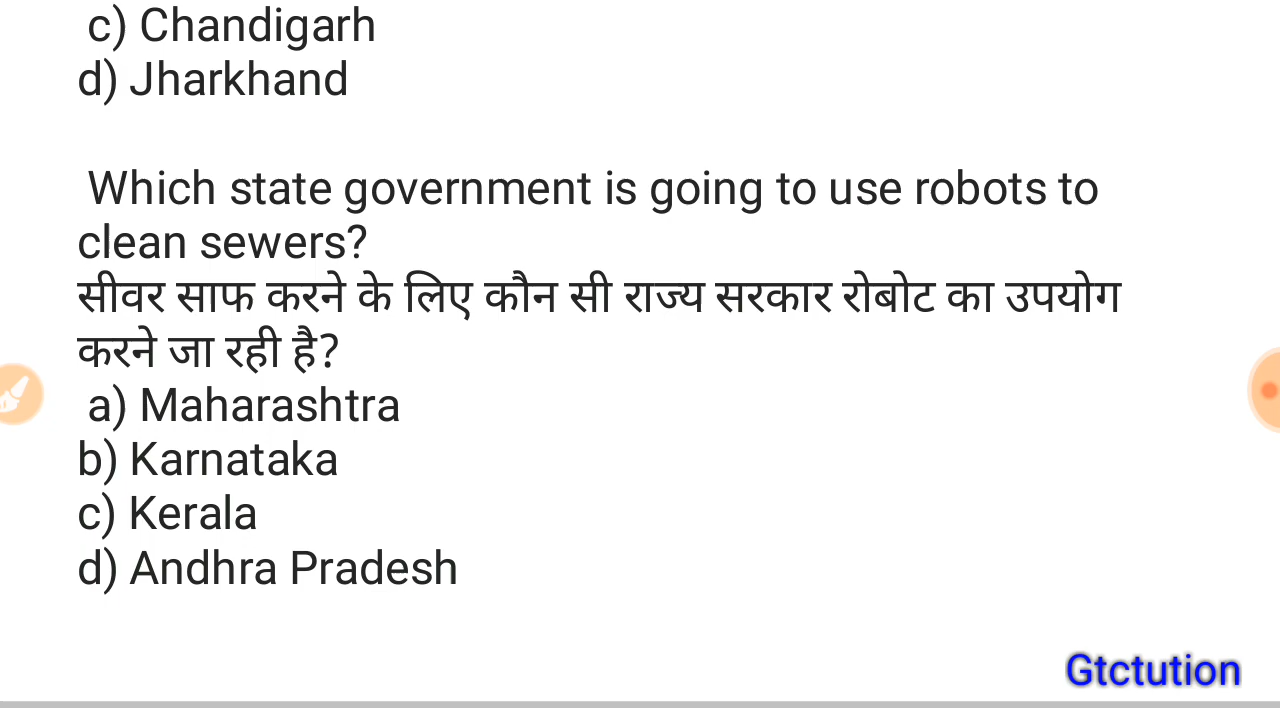 c) Chandigarh
d) Jharkhand
Which state government is going to use robots to
clean sewers?
सीवर साफ करने के लिए कौन सी राज्य सरकार रोबोट का उपयोग
करने जा रही है?
a) Maharashtra
b) Karnataka
c) Kerala
d) Andhra Pradesh
Gtctution